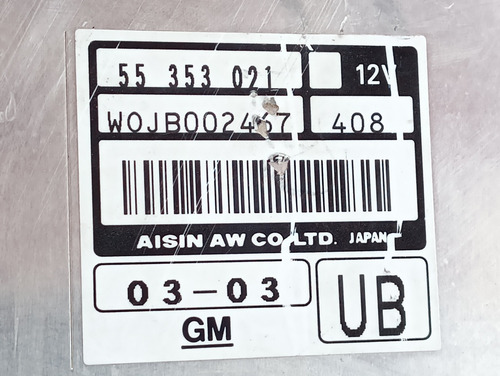 55 353 021 12V
W0JB002467 408
AISIN AW CO LTD. JAPAN
03-03
GM UB